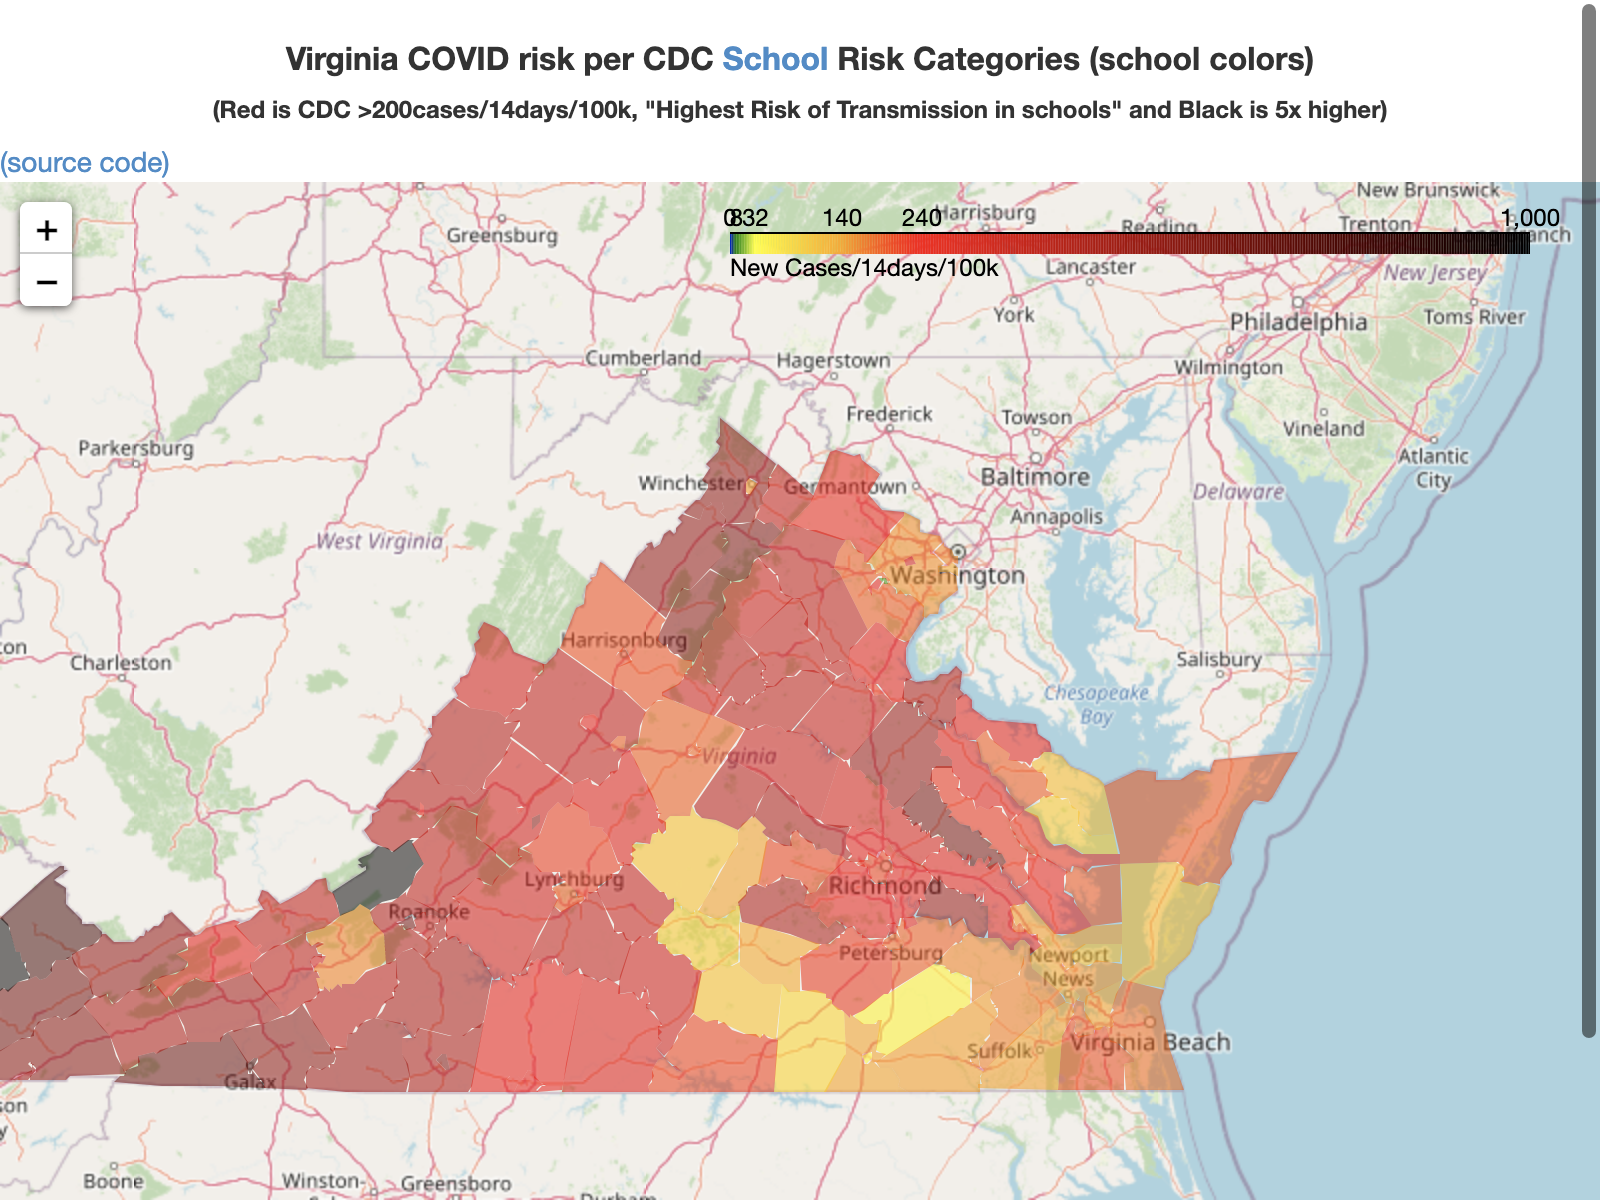 Virginia COVID risk per CDC School Risk Categories (school colors)
(Red is CDC >200cases/14days/100k, "Highest Risk of Transmission in schools" and Black is 5x higher)
(source code)
+
−
0 8 32 140 240 1,000
New Cases/14days/100k
New Brunswick
Harrisburg
Reading
Trenton
Greensburg
Lancaster
New Jersey
York
Philadelphia
Toms River
Cumberland
Hagerstown
Wilmington
Frederick
Towson
Vineland
Parkersburg
Baltimore
Atlantic
City
Winchester
Germantown
Delaware
Annapolis
West Virginia
Washington
Harrisonburg
Charleston
Salisbury
Chesapeake
Bay
Virginia
Lynchburg
Richmond
Roanoke
Petersburg
Newport
News
Suffolk
Virginia Beach
Galax
Boone
Winston-
Greensboro